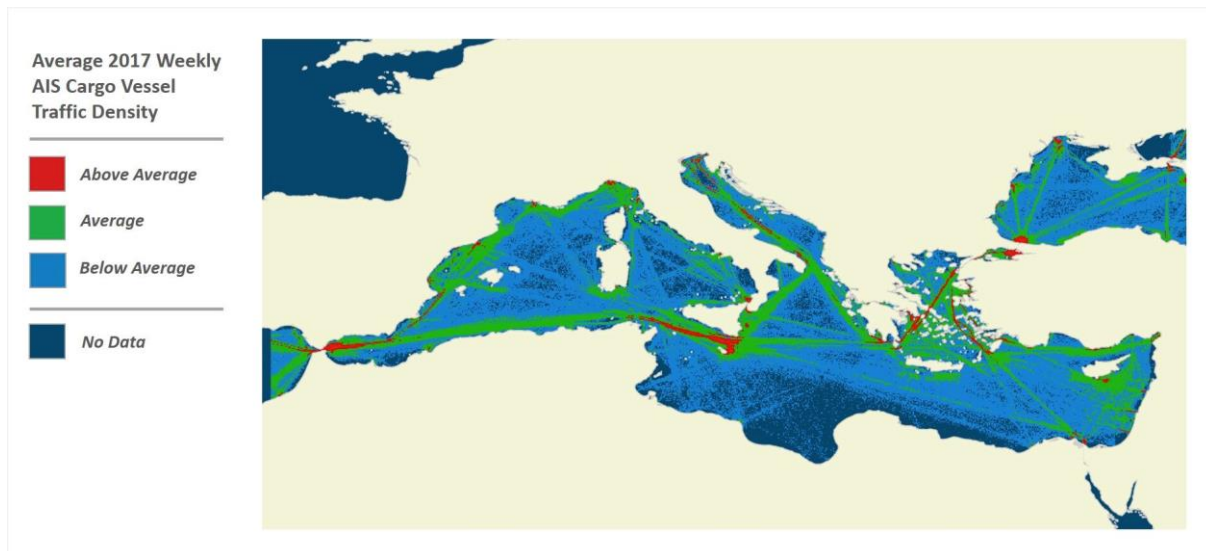 Average 2017 Weekly
AIS Cargo Vessel
Traffic Density
Above Average
Average
Below Average
No Data